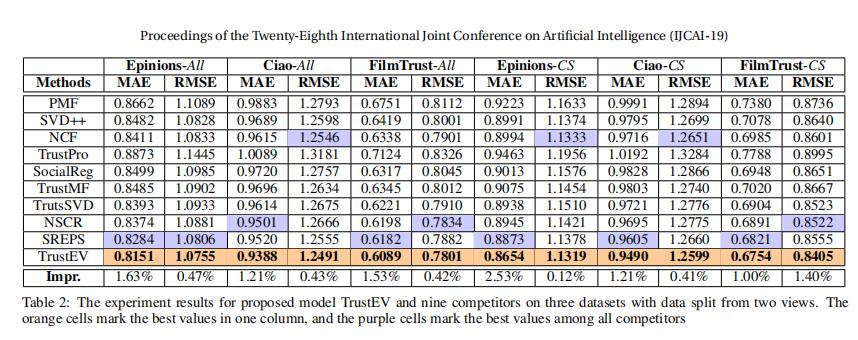 Proceedings of the Twenty-Eighth International Joint Conference on Artificial Intelligence (IJCAI-19)
Epinions-All Ciao-All FilmTrust-All Epinions-CS Ciao-CS FilmTrust-CS
Methods MAE RMSE MAE RMSE MAE RMSE MAE RMSE MAE RMSE MAE RMSE
PMF 0.8662 1.1089 0.9883 1.2793 0.6751 0.8112 0.9223 1.1633 0.9991 1.2894 0.7380 0.8736
SVD++ 0.8482 1.0828 0.9689 1.2598 0.6419 0.8001 0.8991 1.1374 0.9795 1.2699 0.7078 0.8640
NCF 0.8411 1.0833 0.9615 1.2546 0.6338 0.7901 0.8994 1.1333 0.9716 1.2651 0.6985 0.8601
TrustPro 0.8873 1.1445 1.0089 1.3181 0.7124 0.8326 0.9463 1.1956 1.0192 1.3284 0.7788 0.8995
SocialReg 0.8499 1.0985 0.9720 1.2757 0.6317 0.8045 0.9013 1.1576 0.9828 1.2866 0.6948 0.8651
TrustMF 0.8485 1.0902 0.9696 1.2634 0.6345 0.8012 0.9075 1.1454 0.9803 1.2740 0.7020 0.8667
TrutsSVD 0.8393 1.0933 0.9614 1.2675 0.6221 0.7910 0.8938 1.1510 0.9721 1.2776 0.6904 0.8523
NSCR 0.8374 1.0881 0.9501 1.2666 0.6198 0.7834 0.8945 1.1421 0.9695 1.2775 0.6891 0.8522
SREPS 0.8284 1.0806 0.9520 1.2555 0.6182 0.7882 0.8873 1.1378 0.9605 1.2660 0.6821 0.8555
TrustEV 0.8151 1.0755 0.9388 1.2491 0.6089 0.7801 0.8654 1.1319 0.9490 1.2599 0.6754 0.8405
Impr. 1.63% 0.47% 1.21% 0.43% 1.53% 0.42% 2.53% 0.12% 1.21% 0.41% 1.00% 1.40%
Table 2: The experiment results for proposed model TrustEV and nine competitors on three datasets with data split from two views. The
orange cells mark the best values in one column, and the purple cells mark the best values among all competitors